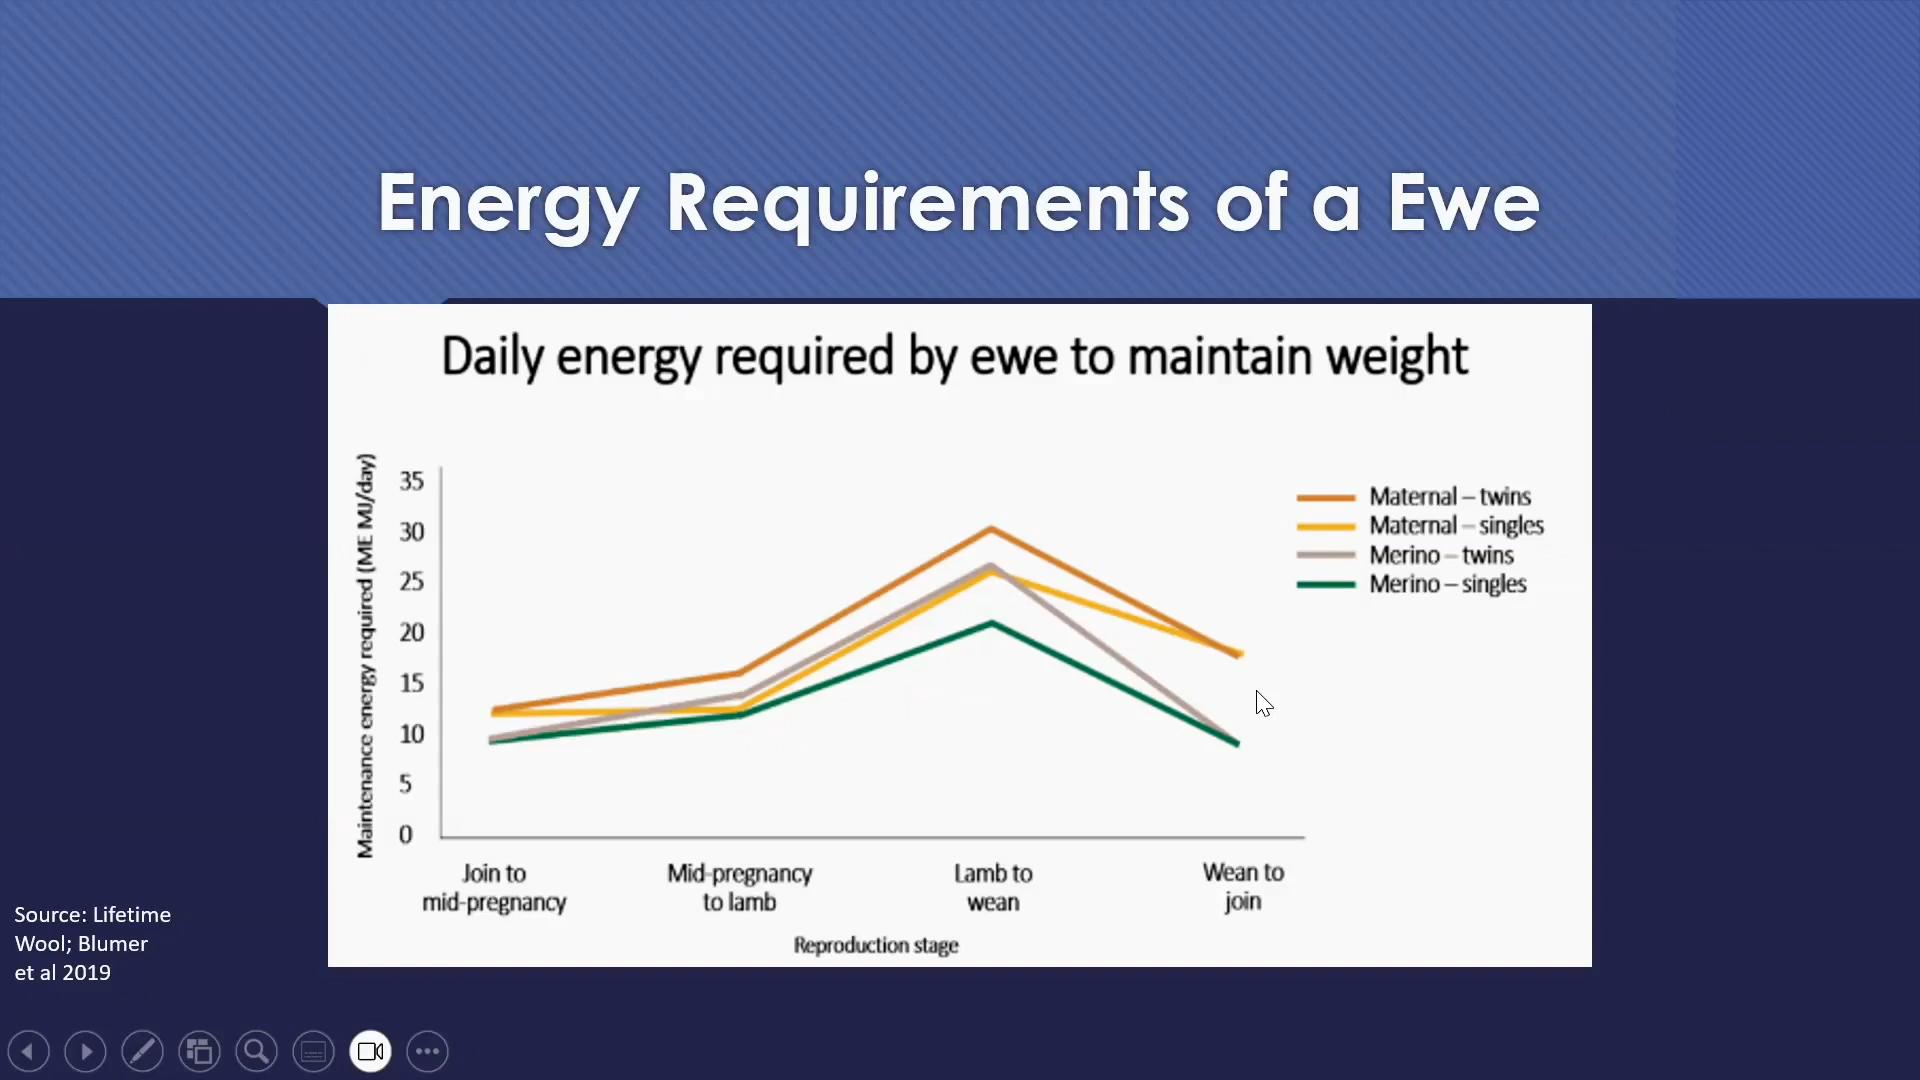 Energy Requirements of a Ewe
Daily energy required by ewe to maintain weight
Maintenance energy required (ME MJ/day)
35
30
25
20
15
10
5
0
Maternal – twins
Maternal – singles
Merino – twins
Merino – singles
Join to
mid-pregnancy
Mid-pregnancy
to lamb
Lamb to
wean
Wean to
join
Reproduction stage
Source: Lifetime
Wool; Blumer
et al 2019